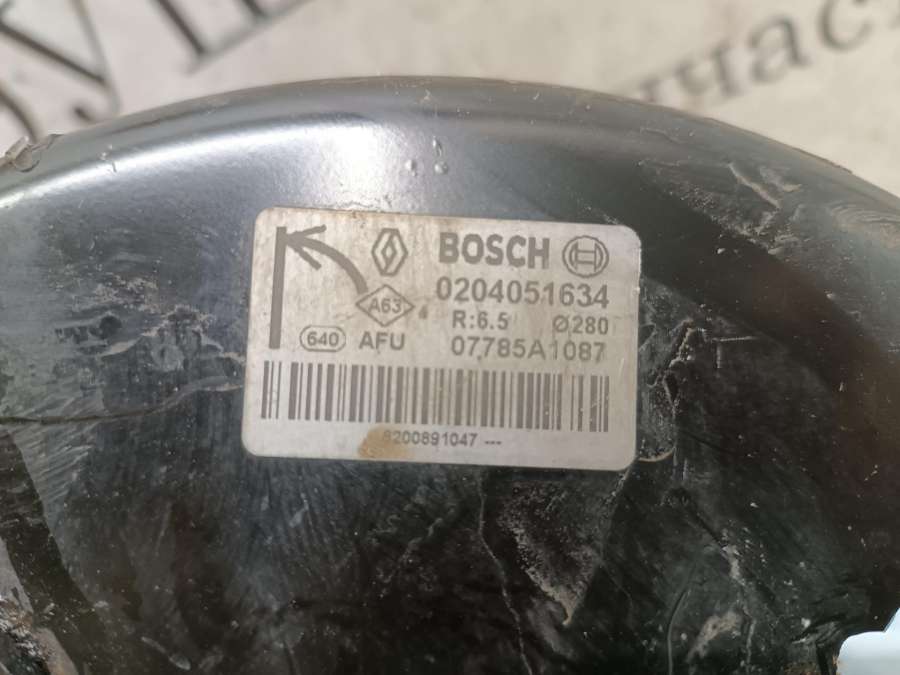 BOSCH
A63
0204051634
R:6.5 Ø280
640 AFU 07785A1087
8200891047 ---